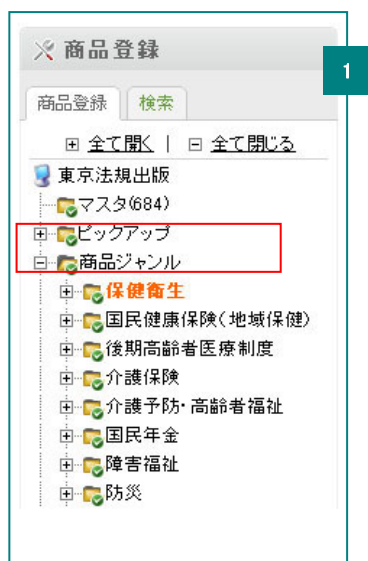 商品登録
1
商品登録 検索
全て開く | 全て閉じる
東京法規出版
マスタ(684)
ピックアップ
商品ジャンル
保健衛生
国民健康保険(地域保健)
後期高齢者医療制度
介護保険
介護予防・高齢者福祉
国民年金
障害福祉
防災